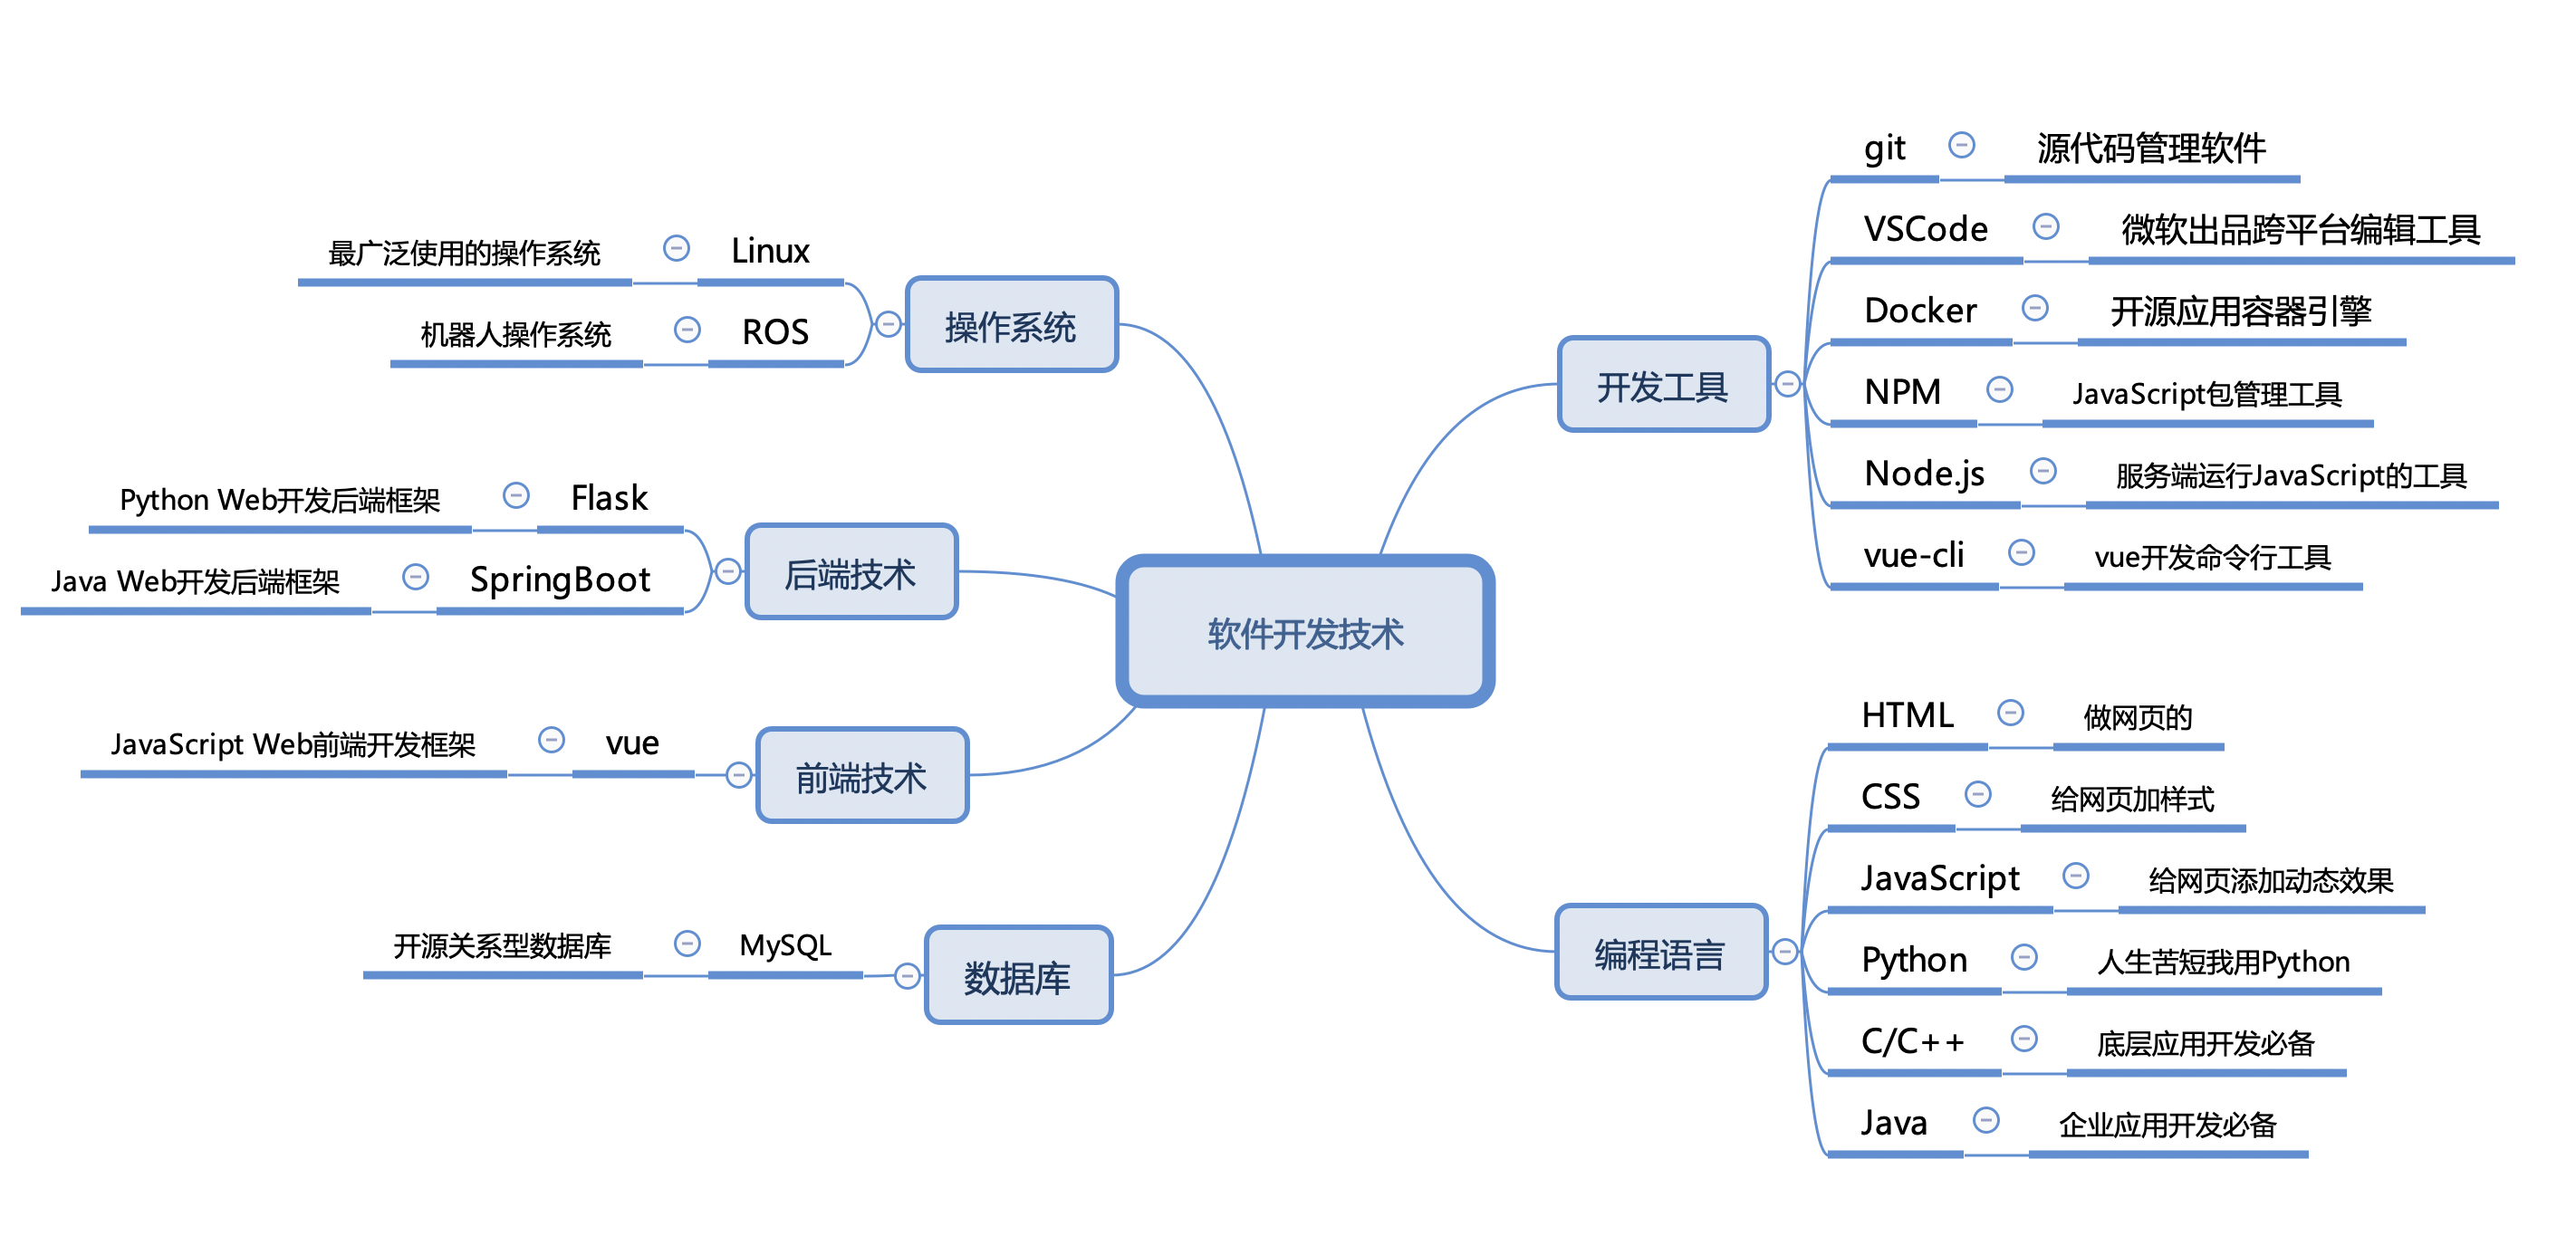 软件开发技术
开发工具
git 源代码管理软件
VSCode 微软出品跨平台编辑工具
Docker 开源应用容器引擎
NPM JavaScript包管理工具
Node.js 服务端运行JavaScript的工具
vue-cli vue开发命令行工具
编程语言
HTML 做网页的
CSS 给网页加样式
JavaScript 给网页添加动态效果
Python 人生苦短我用Python
C/C++ 底层应用开发必备
Java 企业应用开发必备
操作系统
Linux 最广泛使用的操作系统
ROS 机器人操作系统
后端技术
Flask Python Web开发后端框架
SpringBoot Java Web开发后端框架
前端技术
vue JavaScript Web前端开发框架
数据库
MySQL 开源关系型数据库